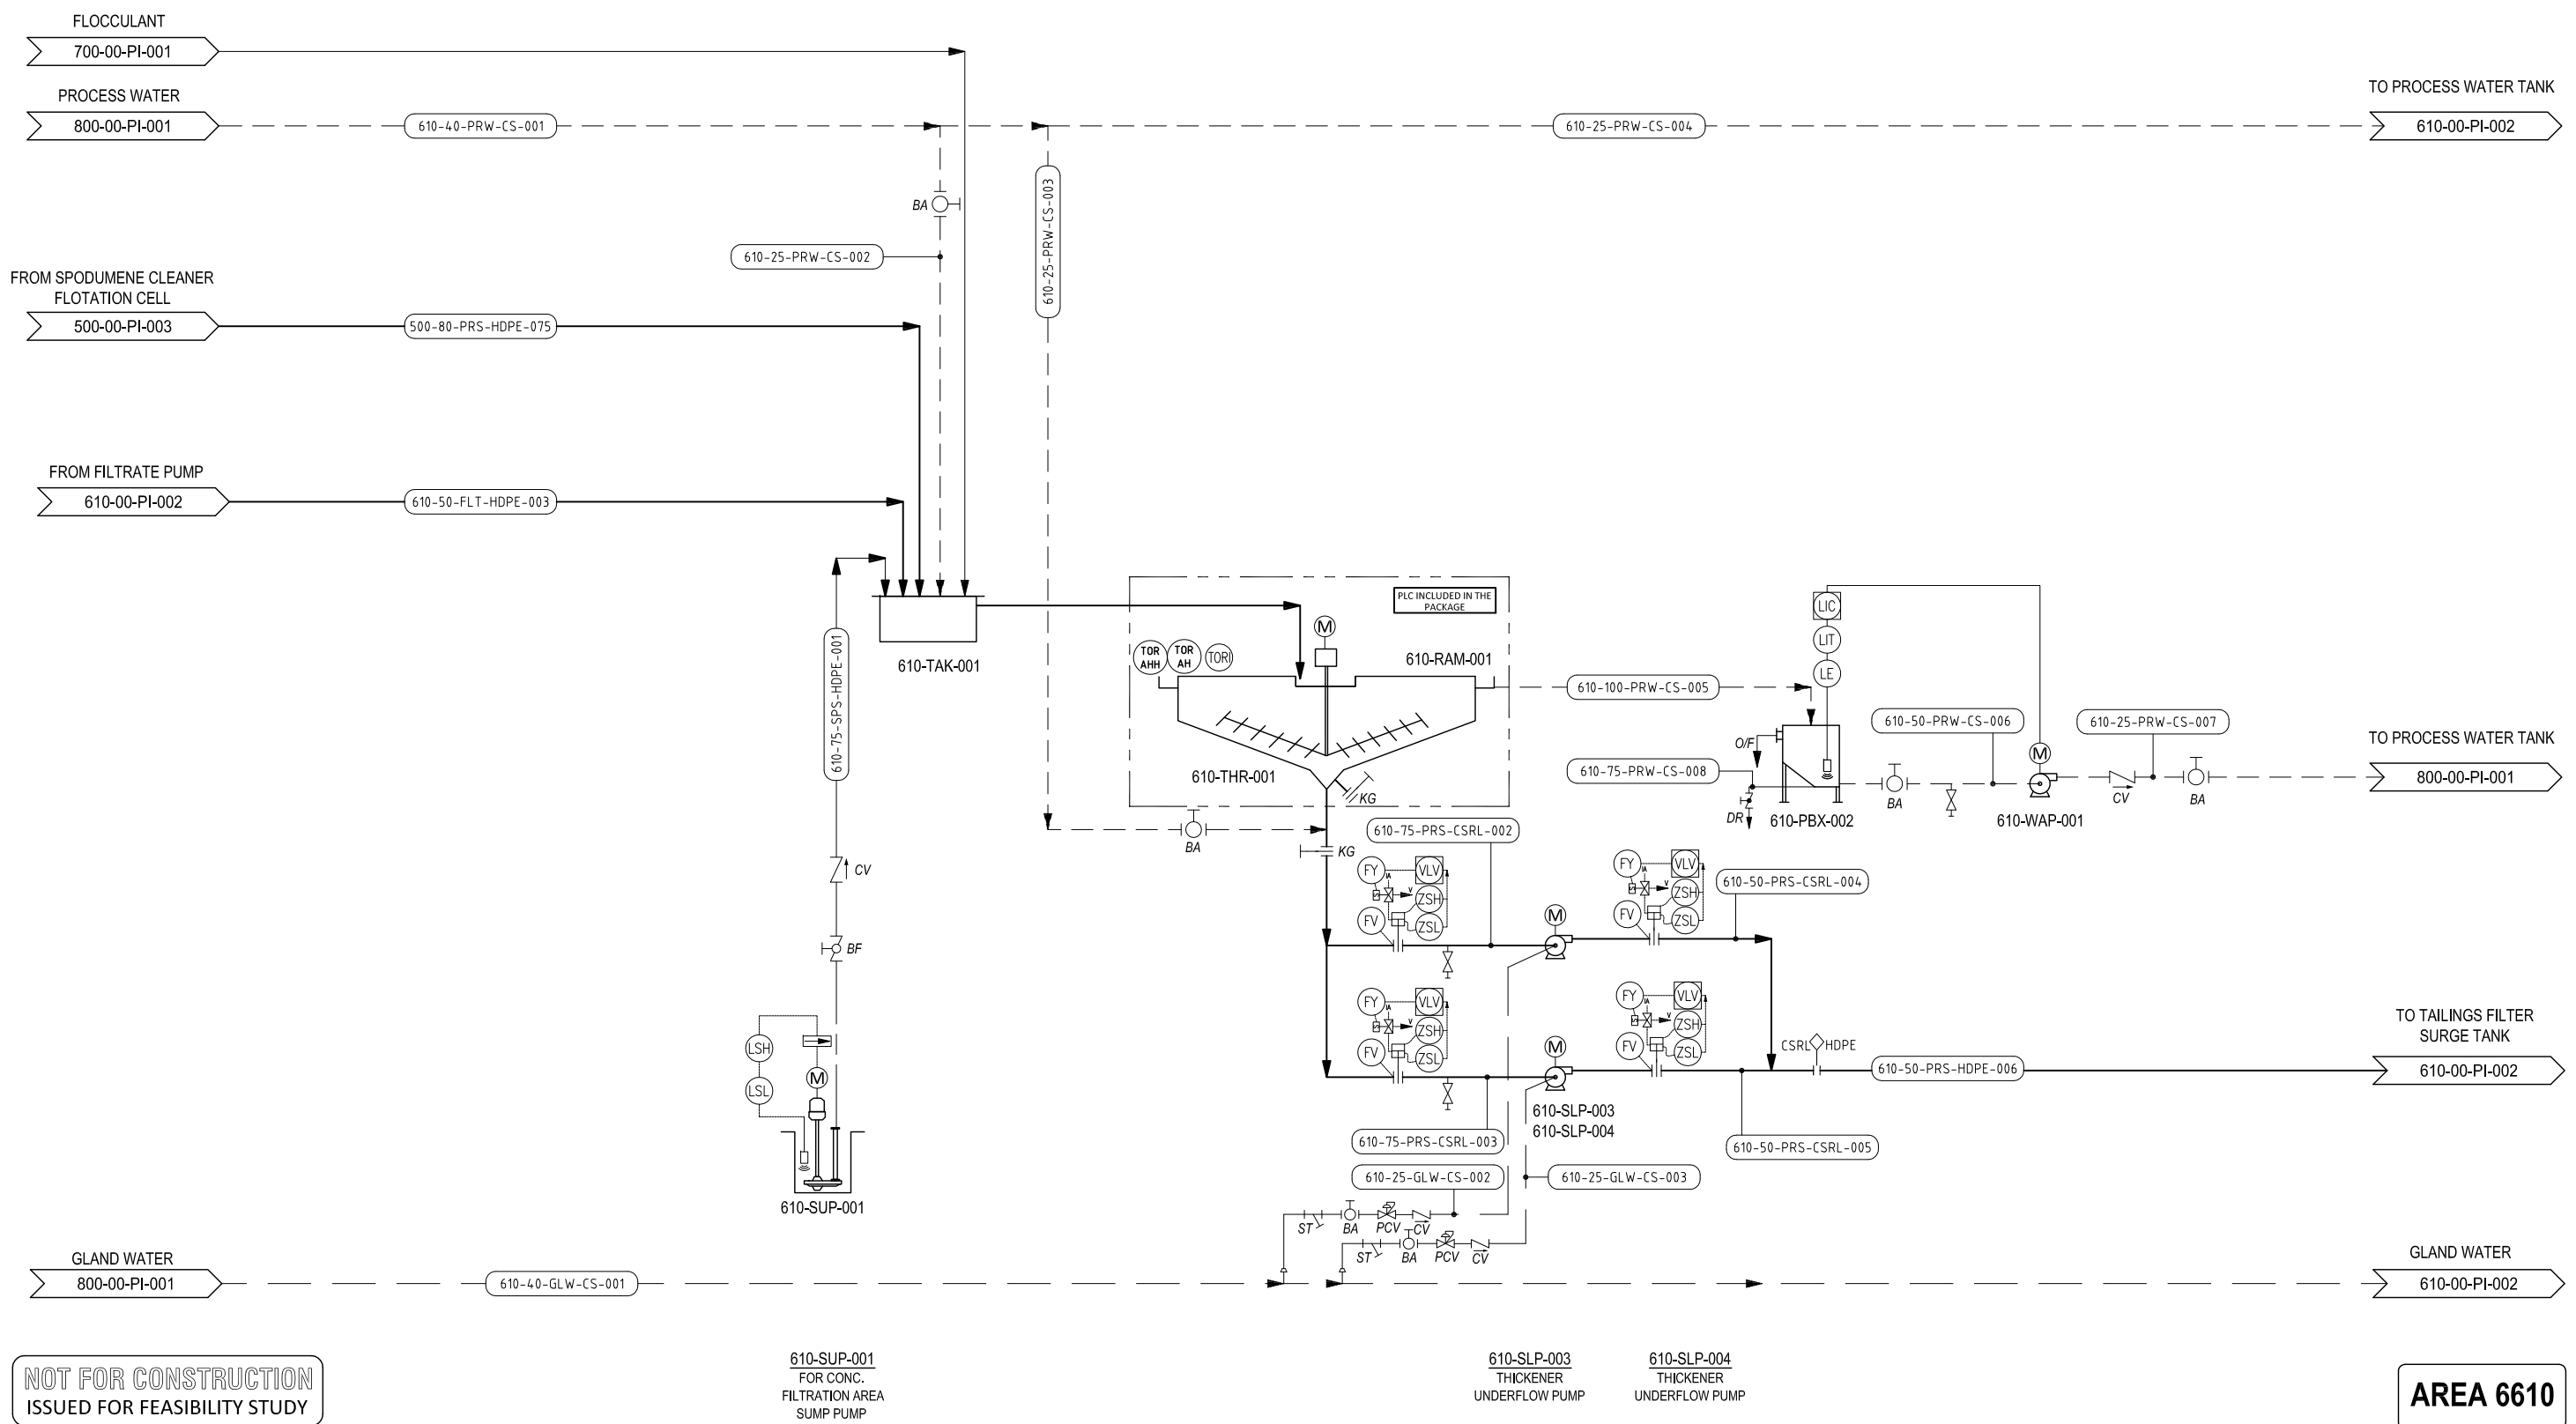 FLOCCULANT
700-00-PI-001
PROCESS WATER
800-00-PI-001
610-40-PRW-CS-001
610-25-PRW-CS-004
TO PROCESS WATER TANK
610-00-PI-002
610-25-PRW-CS-003
BA
610-25-PRW-CS-002
FROM SPODUMENE CLEANER
FLOTATION CELL
500-00-PI-003
500-80-PRS-HDPE-075
FROM FILTRATE PUMP
610-00-PI-002
610-50-FLT-HDPE-003
610-75-SPS-HDPE-001
610-TAK-001
PLC INCLUDED IN THE
PACKAGE
M
TOR
AHH
TOR
AH
TORI
610-RAM-001
610-THR-001
KG
BA
KG
610-100-PRW-CS-005
LIC
LIT
LE
O/F
610-75-PRW-CS-008
DR
610-PBX-002
BA
610-50-PRW-CS-006
M
610-WAP-001
610-25-PRW-CS-007
CV
BA
TO PROCESS WATER TANK
800-00-PI-001
610-75-PRS-CSRL-002
FY
VLV
IA
V
ZSH
FV
ZSL
M
FY
VLV
IA
V
ZSH
FV
ZSL
610-50-PRS-CSRL-004
CV
BF
FY
VLV
IA
V
ZSH
FV
ZSL
M
FY
VLV
IA
V
ZSH
FV
ZSL
CSRL
HDPE
610-50-PRS-HDPE-006
TO TAILINGS FILTER
SURGE TANK
610-00-PI-002
610-SLP-003
610-SLP-004
610-75-PRS-CSRL-003
610-50-PRS-CSRL-005
LSH
LSL
M
610-SUP-001
610-25-GLW-CS-002
610-25-GLW-CS-003
ST
BA
PCV
CV
ST
BA
PCV
CV
GLAND WATER
800-00-PI-001
610-40-GLW-CS-001
GLAND WATER
610-00-PI-002
NOT FOR CONSTRUCTION
ISSUED FOR FEASIBILITY STUDY
610-SUP-001
FOR CONC.
FILTRATION AREA
SUMP PUMP
610-SLP-003
THICKENER
UNDERFLOW PUMP
610-SLP-004
THICKENER
UNDERFLOW PUMP
AREA 6610